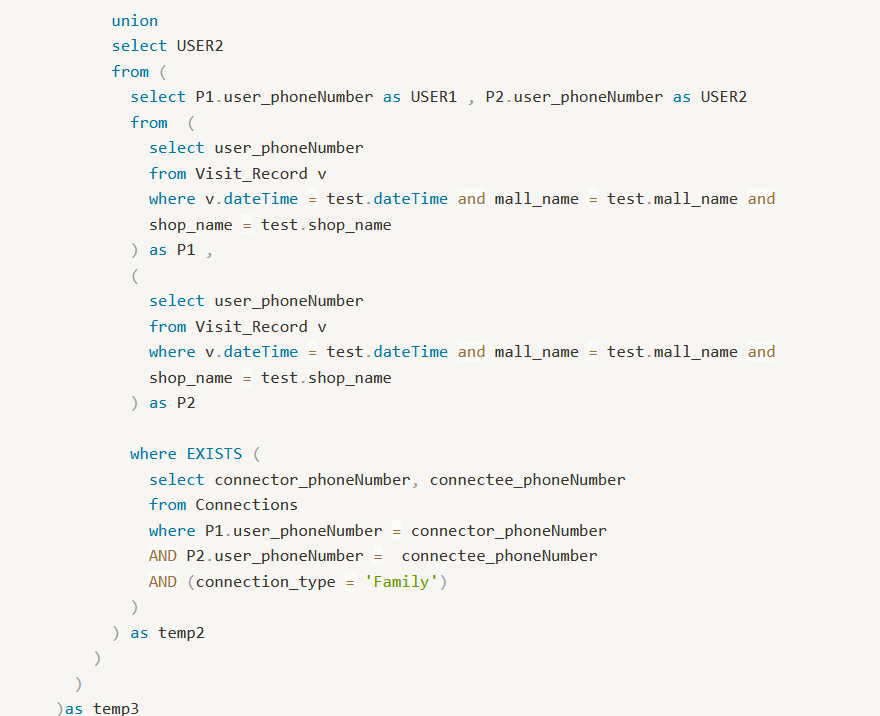 union
select USER2
from (
select P1.user_phoneNumber as USER1 , P2.user_phoneNumber as USER2
from  (
select user_phoneNumber
from Visit_Record v
where v.dateTime = test.dateTime and mall_name = test.mall_name and
shop_name = test.shop_name
) as P1 ,
(
select user_phoneNumber
from Visit_Record v
where v.dateTime = test.dateTime and mall_name = test.mall_name and
shop_name = test.shop_name
) as P2
where EXISTS (
select connector_phoneNumber, connectee_phoneNumber
from Connections
where P1.user_phoneNumber = connector_phoneNumber
AND P2.user_phoneNumber =  connectee_phoneNumber
AND (connection_type = 'Family')
)
) as temp2
)
)
)as temp3